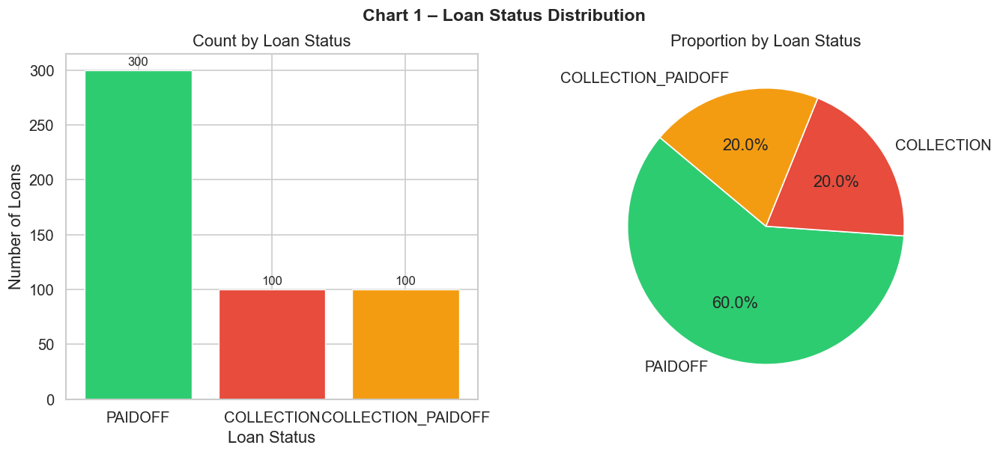 Chart 1 – Loan Status Distribution
Count by Loan Status
Number of Loans
300
250
200
150
100
50
0
300
100
100
PAIDOFF
COLLECTION
COLLECTION_PAIDOFF
Loan Status
Proportion by Loan Status
COLLECTION_PAIDOFF
COLLECTION
20.0%
20.0%
60.0%
PAIDOFF